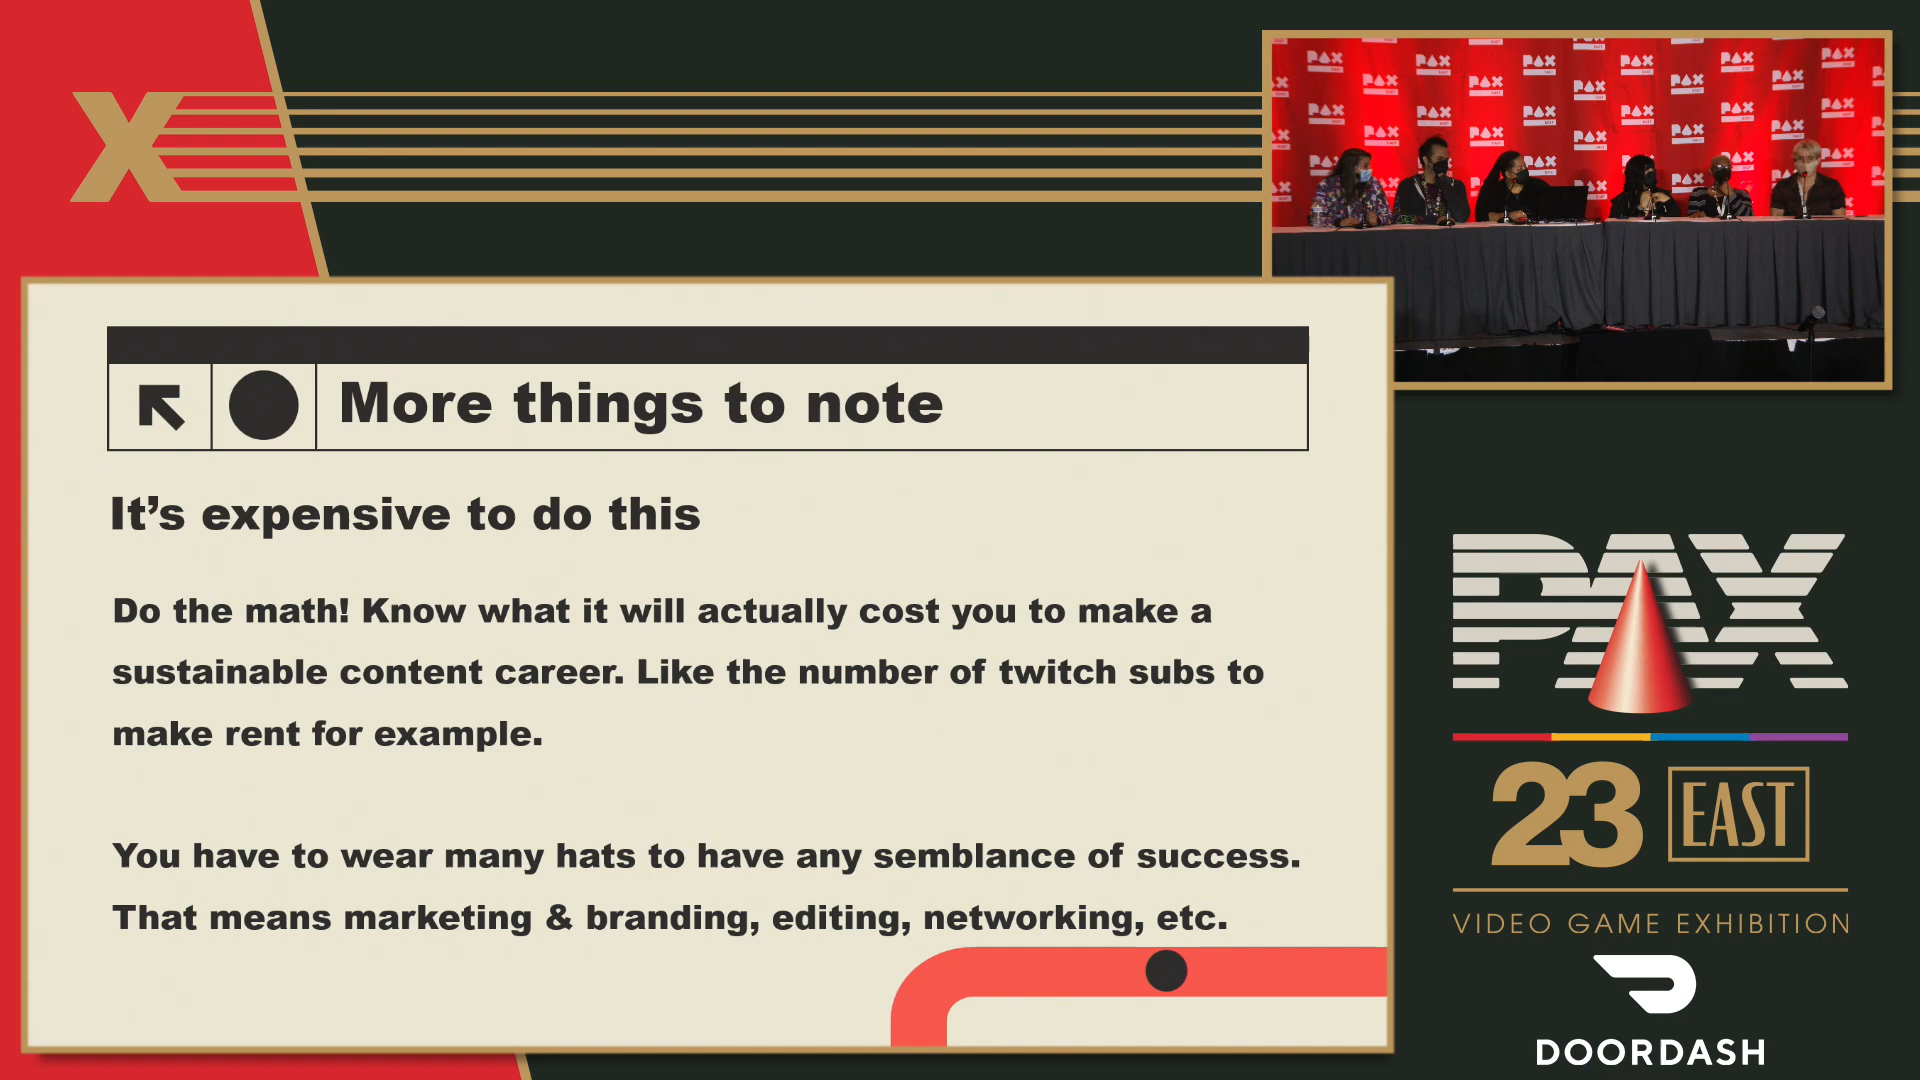 X
More things to note
It’s expensive to do this
Do the math! Know what it will actually cost you to make a
sustainable content career. Like the number of twitch subs to
make rent for example.
You have to wear many hats to have any semblance of success.
That means marketing & branding, editing, networking, etc.
PAX
23 EAST
VIDEO GAME EXHIBITION
DOORDASH